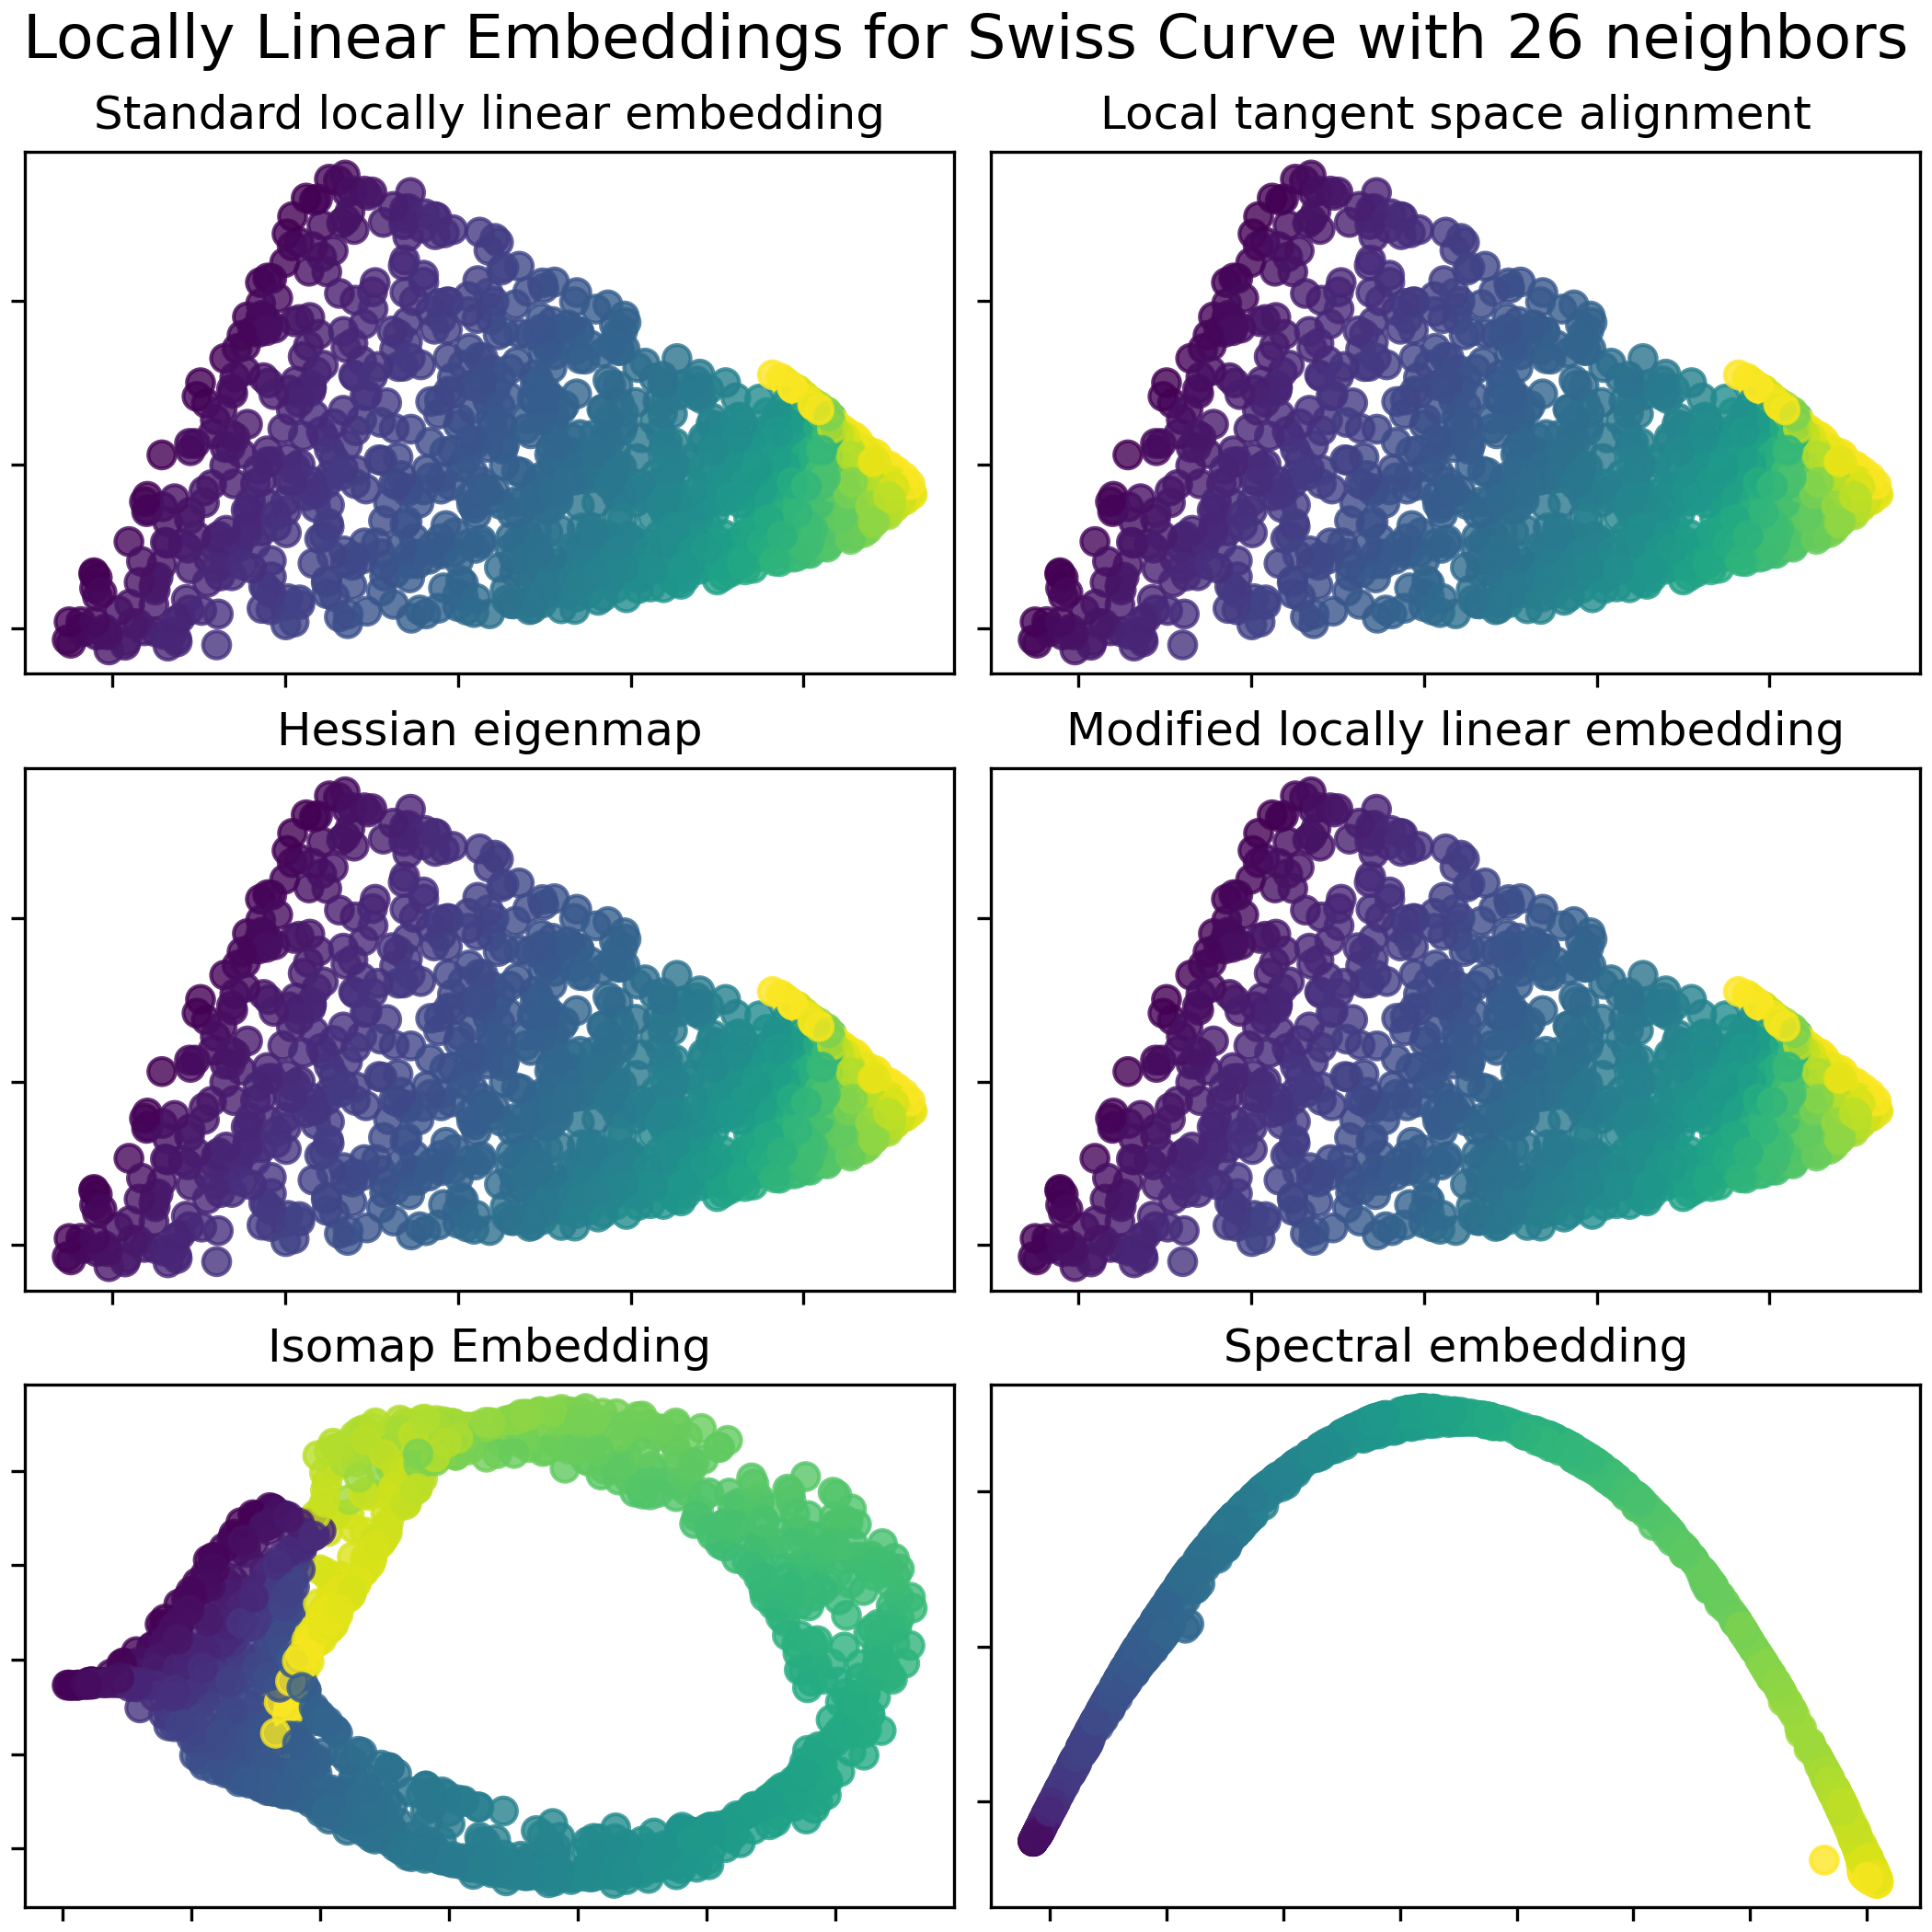 Locally Linear Embeddings for Swiss Curve with 26 neighbors
Standard locally linear embedding
Local tangent space alignment
Hessian eigenmap
Modified locally linear embedding
Isomap Embedding
Spectral embedding